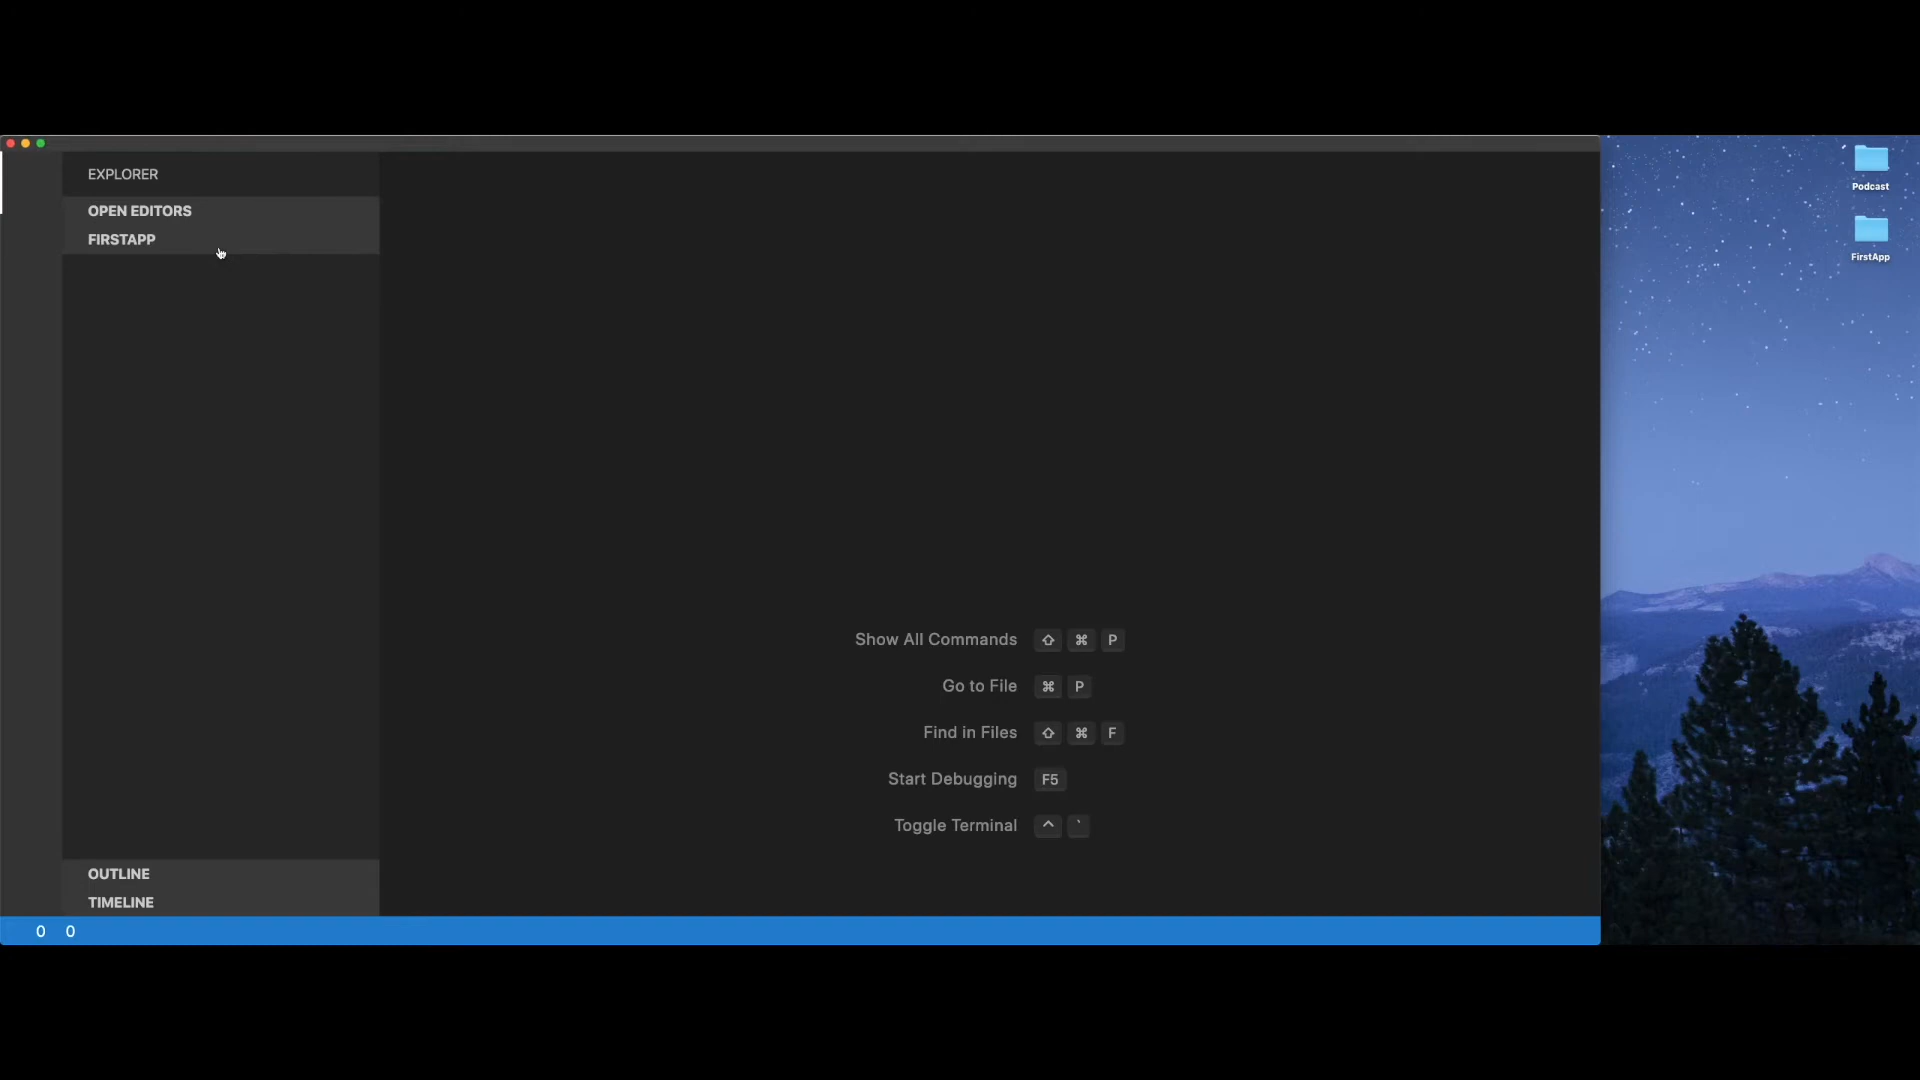 EXPLORER
OPEN EDITORS
FIRSTAPP
Show All Commands ⇧ ⌘ P
Go to File ⌘ P
Find in Files ⇧ ⌘ F
Start Debugging F5
Toggle Terminal ^ `
OUTLINE
TIMELINE
0 0
Podcast
FirstApp